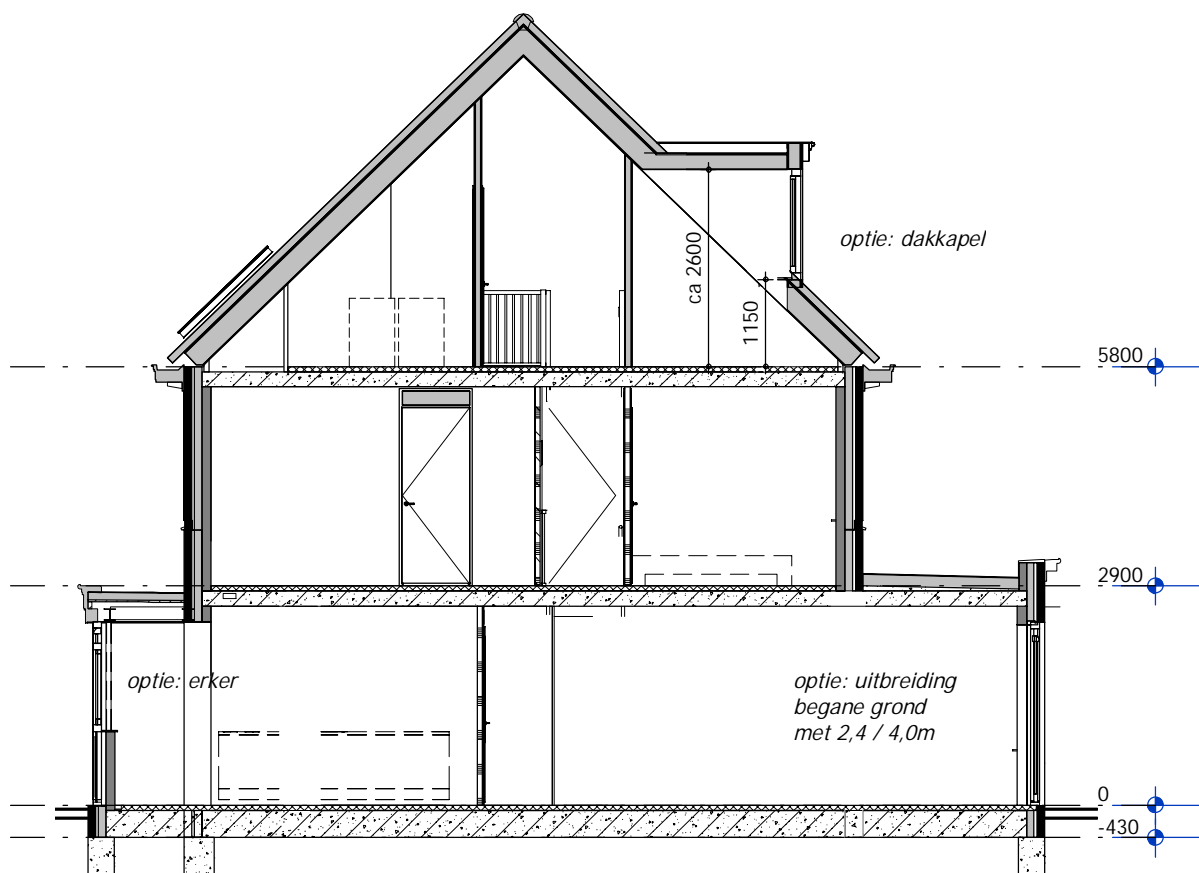 optie: dakkapel
ca 2600
1150
5800
2900
optie: erker
optie: uitbreiding
begane grond
met 2,4 / 4,0m
0
-430